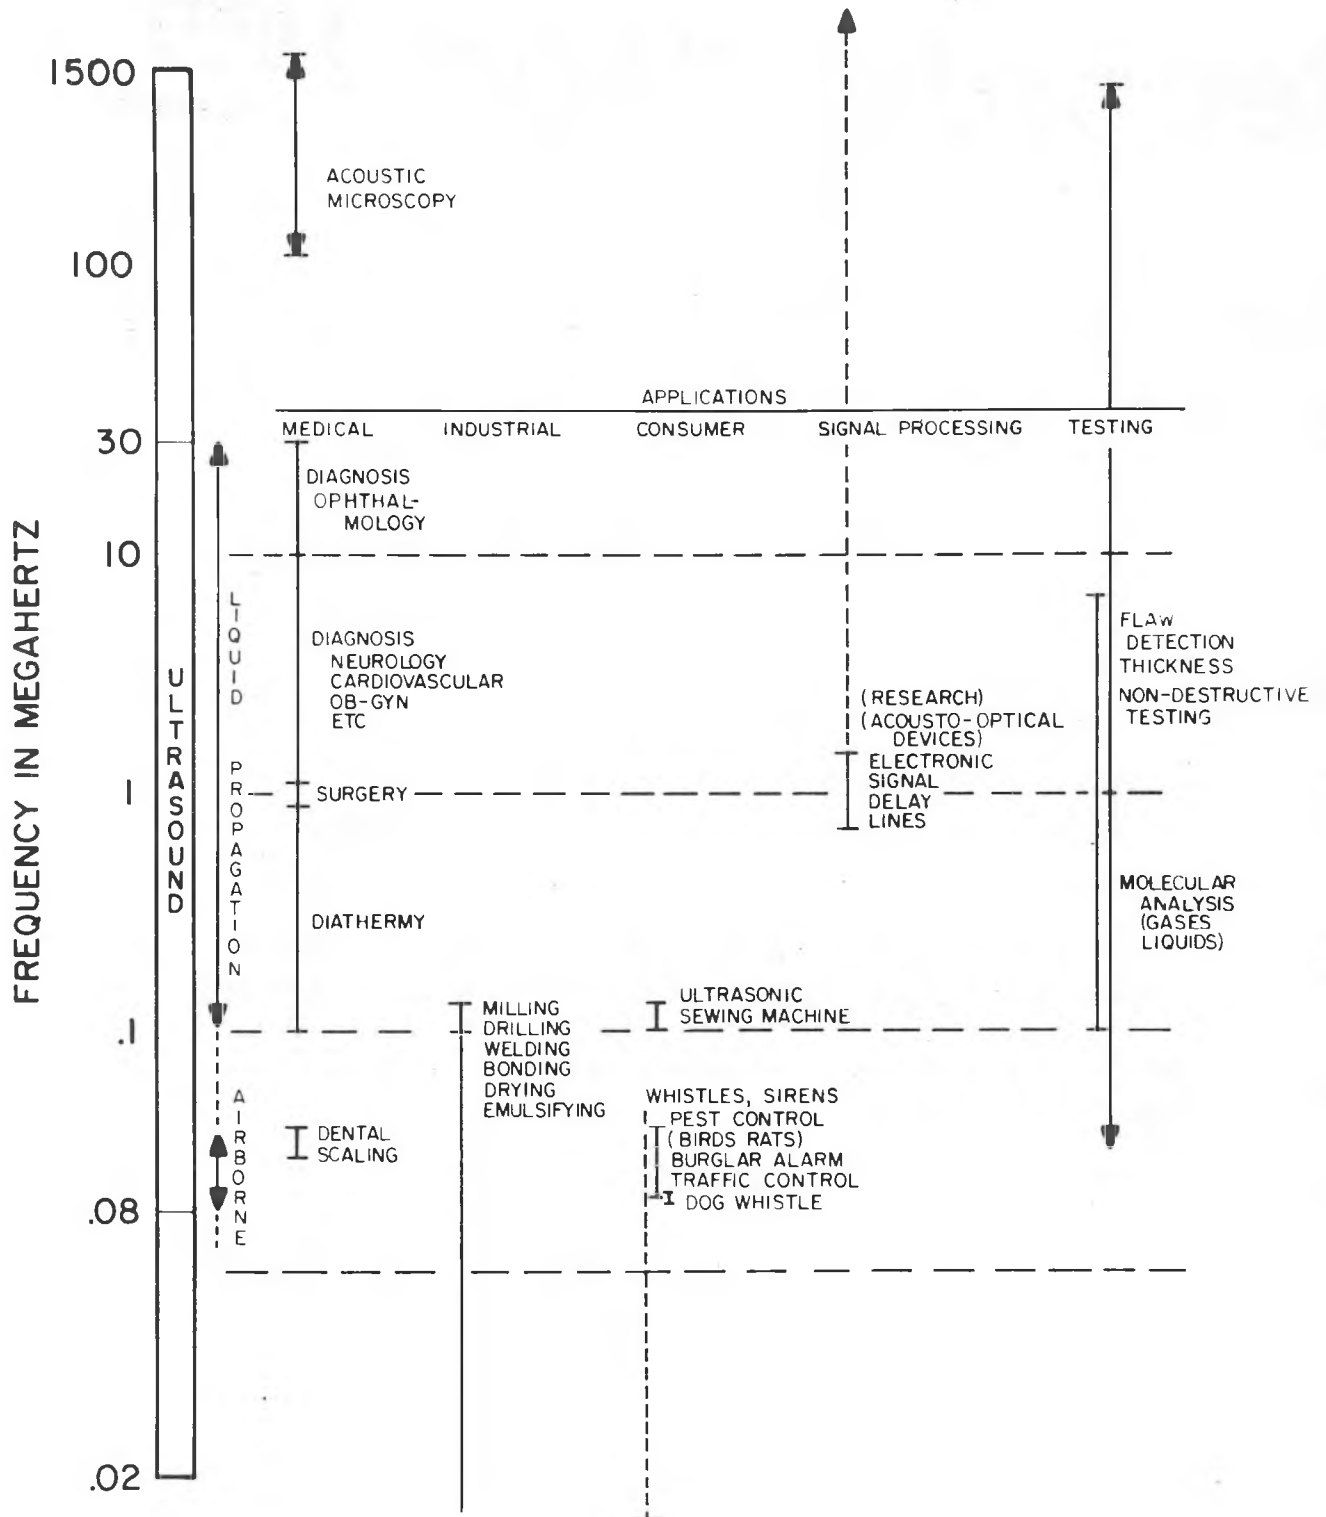 FREQUENCY IN MEGAHERTZ
1500
100
30
10
1
.1
.08
.02
ULTRASOUND
LIQUID PROPAGATION
AIRBORNE
ACOUSTIC
MICROSCOPY
APPLICATIONS
MEDICAL INDUSTRIAL CONSUMER SIGNAL PROCESSING TESTING
DIAGNOSIS
OPHTHAL-
MOLOGY
DIAGNOSIS
NEUROLOGY
CARDIOVASCULAR
OB-GYN
ETC
SURGERY
DIATHERMY
DENTAL
SCALING
MILLING
DRILLING
WELDING
BONDING
DRYING
EMULSIFYING
ULTRASONIC
SEWING MACHINE
WHISTLES, SIRENS
PEST CONTROL
(BIRDS RATS)
BURGLAR ALARM
TRAFFIC CONTROL
DOG WHISTLE
(RESEARCH)
(ACOUSTO-OPTICAL
DEVICES)
ELECTRONIC
SIGNAL
DELAY
LINES
FLAW
DETECTION
THICKNESS
NON-DESTRUCTIVE
TESTING
MOLECULAR
ANALYSIS
(GASES
LIQUIDS)